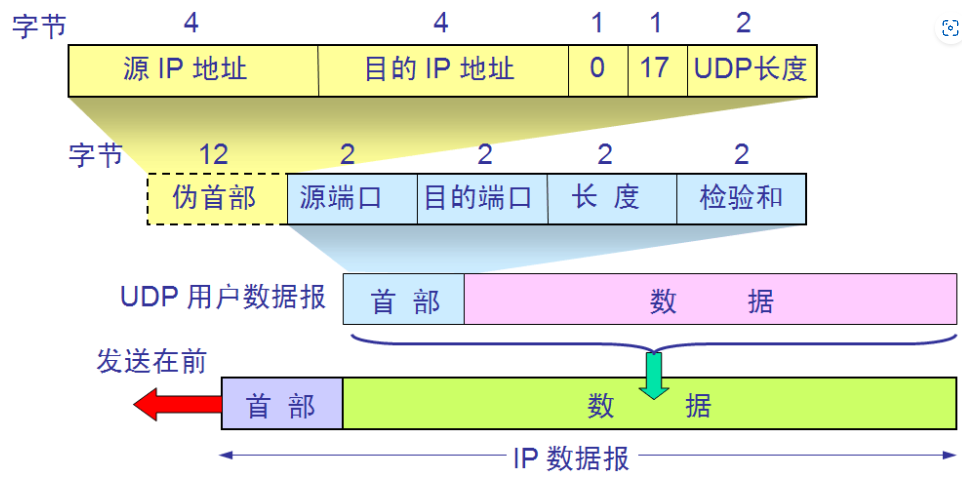 字节 4 4 1 1 2
源 IP 地址 目的 IP 地址 0 17 UDP长度
字节 12 2 2 2 2
伪首部 源端口 目的端口 长 度 检验和
UDP 用户数据报 首 部 数 据
发送在前
首 部 数 据
IP 数据报